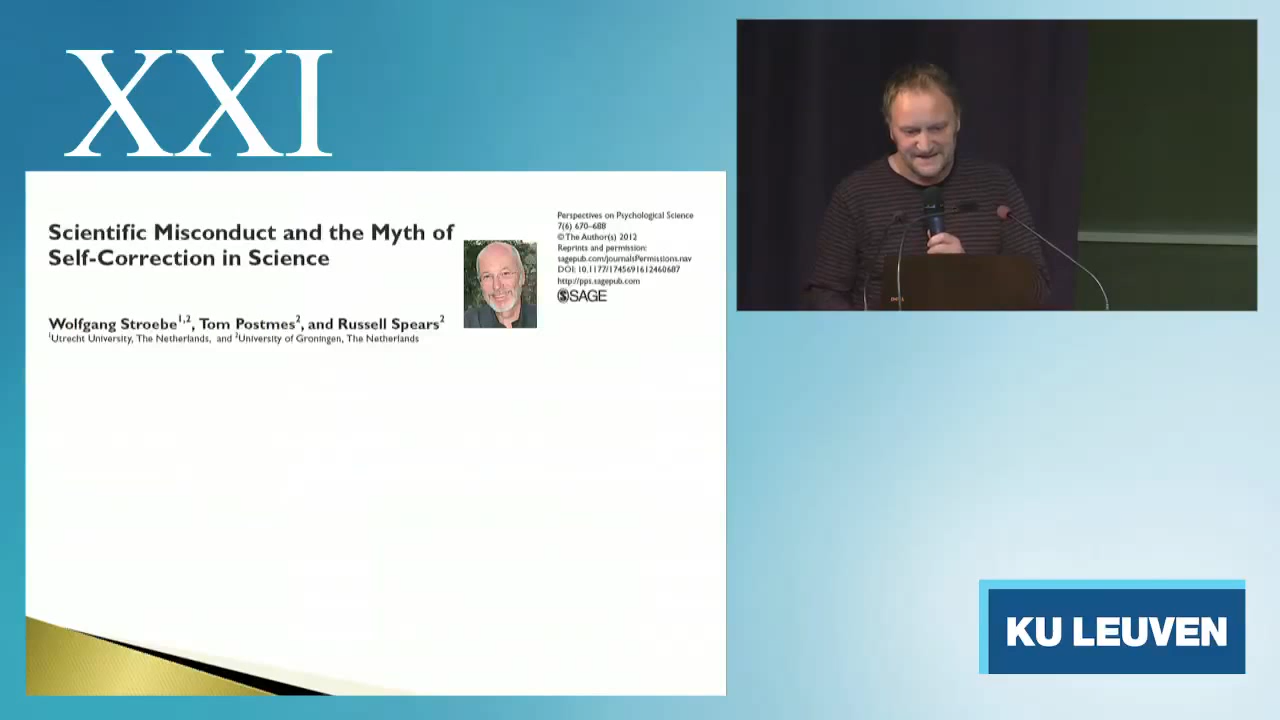 XXI
Scientific Misconduct and the Myth of
Self-Correction in Science
Wolfgang Stroebe1,2, Tom Postmes2, and Russell Spears2
1Utrecht University, The Netherlands, and 2University of Groningen, The Netherlands
Perspectives on Psychological Science
7(6) 670–688
© The Author(s) 2012
Reprints and permission:
sagepub.com/journalsPermissions.nav
DOI: 10.1177/1745691612460687
http://pps.sagepub.com
SAGE
KU LEUVEN